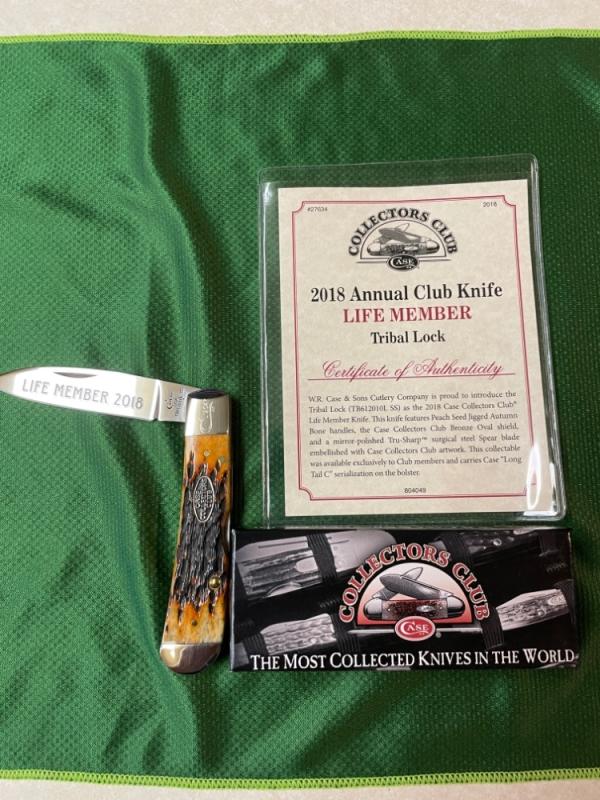 #27634
2018
COLLECTORS CLUB
CASE
2018 Annual Club Knife
LIFE MEMBER
Tribal Lock
Certificate of Authenticity
W.R. Case & Sons Cutlery Company is proud to introduce the
Tribal Lock (TB612010L SS) as the 2018 Case Collectors Club®
Life Member Knife. This knife features Peach Seed Jigged Autumn
Bone handles, the Case Collectors Club Bronze Oval shield,
and a mirror-polished Tru-Sharp™ surgical steel Spear blade
embellished with Case Collectors Club artwork. This collectable
was available exclusively to Club members and carries Case "Long
Tail C" serialization on the bolster.
804049
LIFE MEMBER 2018
Case
COLLECTORS CLUB
CASE
THE MOST COLLECTED KNIVES IN THE WORLD